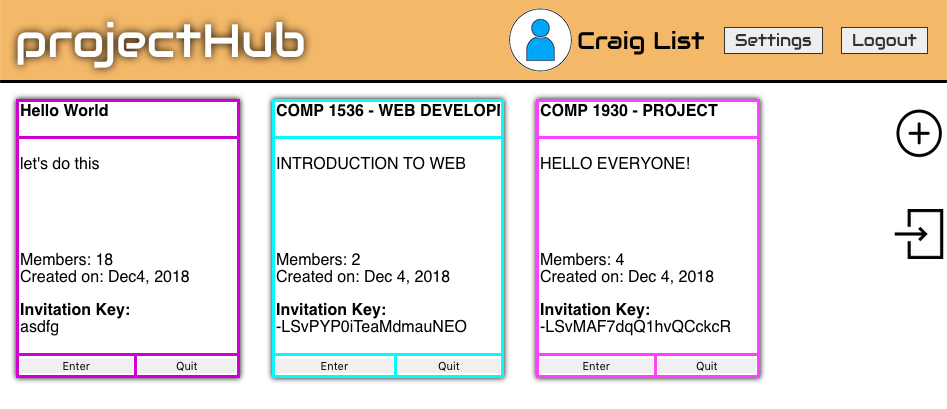 projectHub
Craig List
Settings
Logout
Hello World
let's do this
Members: 18
Created on: Dec4, 2018
Invitation Key:
asdfg
Enter
Quit
COMP 1536 - WEB DEVELOPI
INTRODUCTION TO WEB
Members: 2
Created on: Dec 4, 2018
Invitation Key:
-LSvPYP0iTeaMdmauNEO
Enter
Quit
COMP 1930 - PROJECT
HELLO EVERYONE!
Members: 4
Created on: Dec 4, 2018
Invitation Key:
-LSvMAF7dqQ1hvQCckcR
Enter
Quit